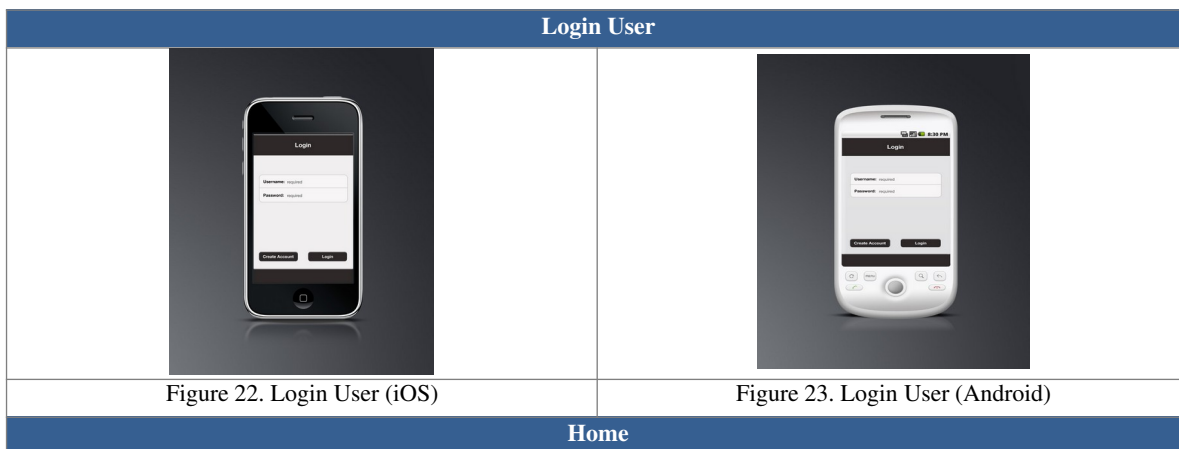 Login User
Login
Username: required
Password: required
Create Account Login
8:30 PM
Login
Username: required
Password: required
Create Account Login
MENU
Figure 22. Login User (iOS) Figure 23. Login User (Android)
Home